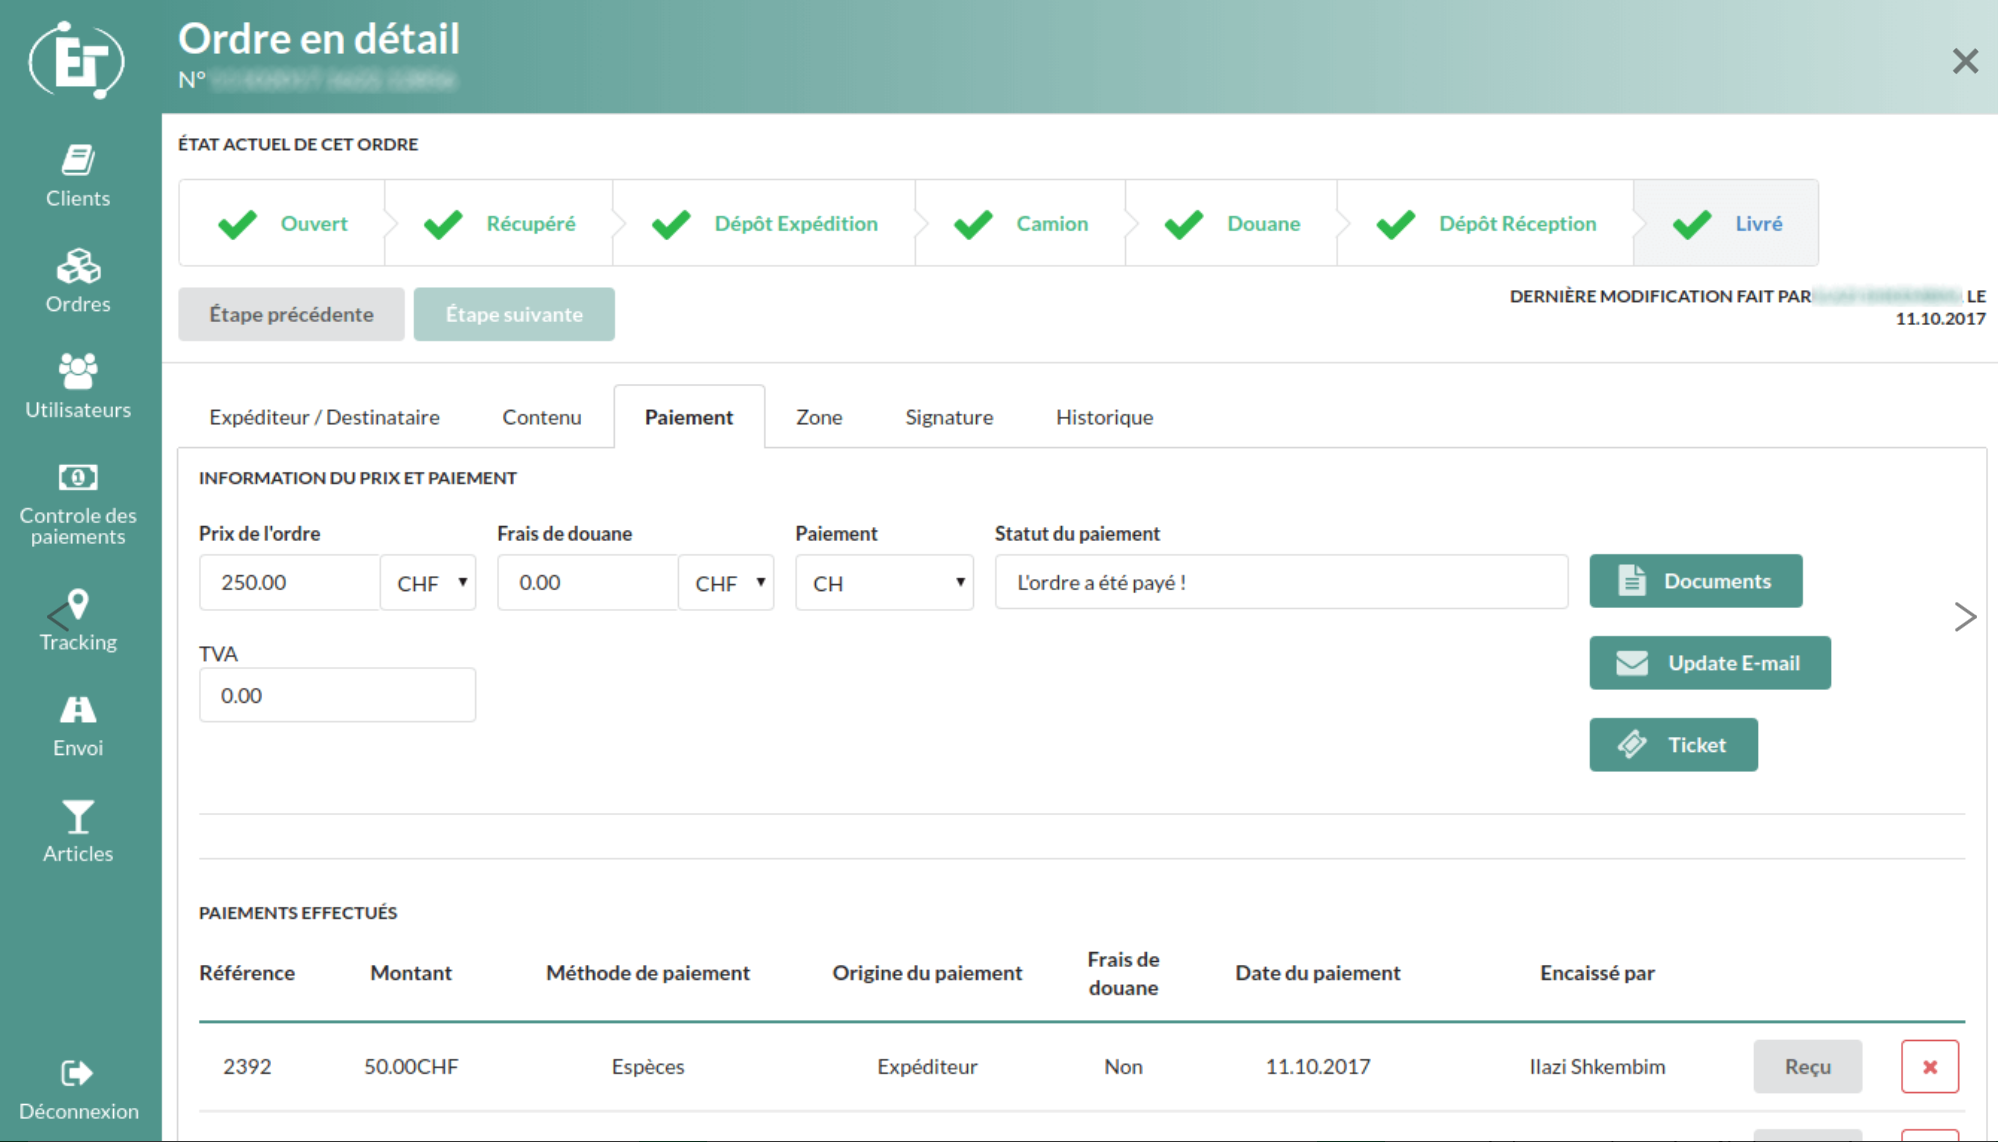 ET
Ordre en détail
N°
Clients
Ordres
Utilisateurs
Controle des
paiements
Tracking
Envoi
Articles
Déconnexion
ÉTAT ACTUEL DE CET ORDRE
Ouvert
Récupéré
Dépôt Expédition
Camion
Douane
Dépôt Réception
Livré
Étape précédente
Étape suivante
DERNIÈRE MODIFICATION FAIT PAR LE
11.10.2017
Expéditeur / Destinataire
Contenu
Paiement
Zone
Signature
Historique
INFORMATION DU PRIX ET PAIEMENT
Prix de l'ordre
Frais de douane
Paiement
Statut du paiement
250.00
CHF
0.00
CHF
CH
L'ordre a été payé !
Documents
TVA
0.00
Update E-mail
Ticket
PAIEMENTS EFFECTUÉS
Référence
Montant
Méthode de paiement
Origine du paiement
Frais de
douane
Date du paiement
Encaissé par
2392
50.00CHF
Espèces
Expéditeur
Non
11.10.2017
Ilazi Shkembim
Reçu